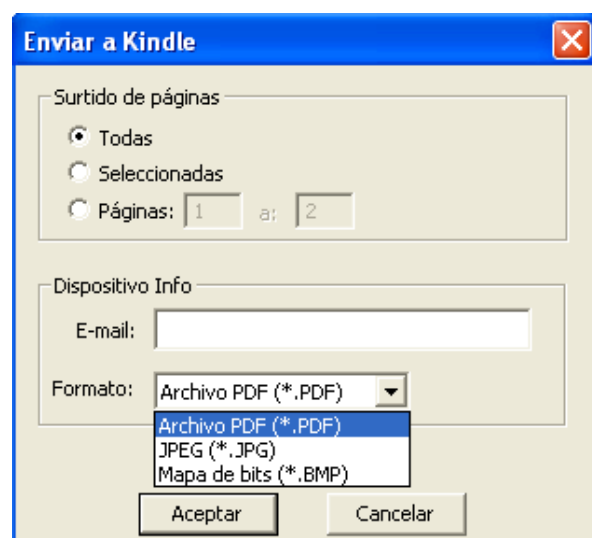 Enviar a Kindle
Surtido de páginas
Todas
Seleccionadas
Páginas: 1 a: 2
Dispositivo Info
E-mail:
Formato: Archivo PDF (*.PDF)
Archivo PDF (*.PDF)
JPEG (*.JPG)
Mapa de bits (*.BMP)
Aceptar Cancelar